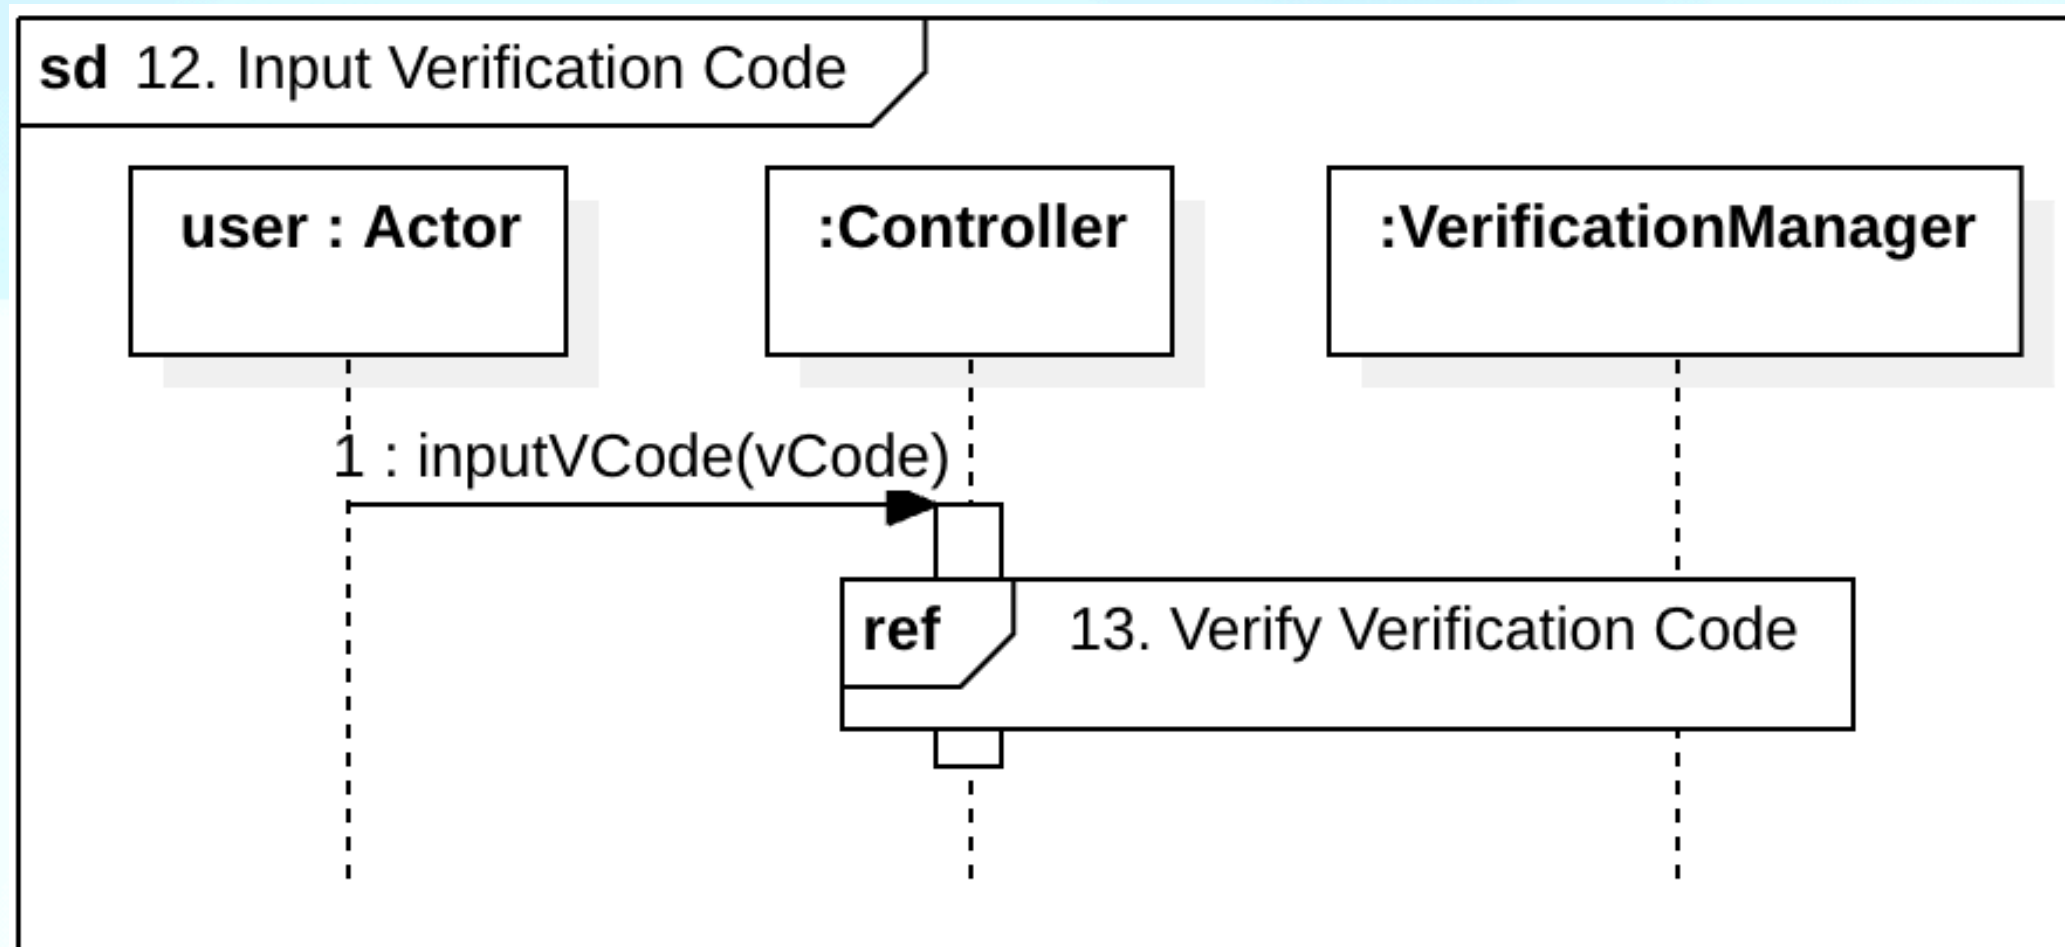 sd 12. Input Verification Code
user : Actor
:Controller
:VerificationManager
1 : inputVCode(vCode)
ref 13. Verify Verification Code